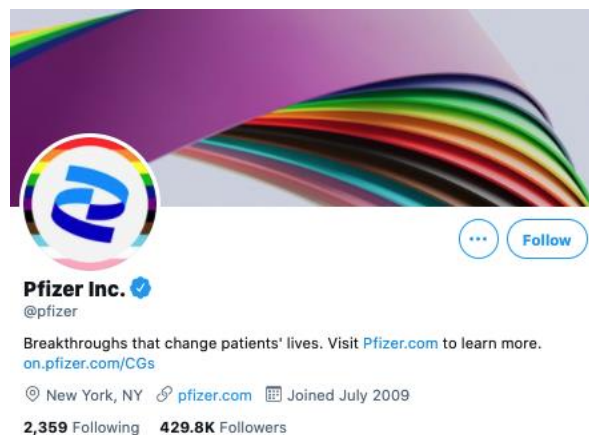 Follow
Pfizer Inc.
@pfizer
Breakthroughs that change patients' lives. Visit Pfizer.com to learn more.
on.pfizer.com/CGs
New York, NY pfizer.com Joined July 2009
2,359 Following 429.8K Followers